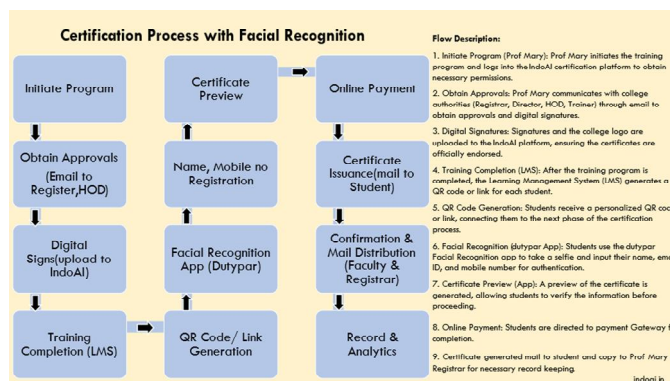 Certification Process with Facial Recognition
Initiate Program
Obtain Approvals
(Email to
Register,HOD)
Digital
Signs(upload to
IndoAI)
Training
Completion (LMS)
QR Code/ Link
Generation
Facial Recognition
App (Dutypar)
Name, Mobile no
Registration
Certificate
Preview
Online Payment
Certificate
Issuance(mail to
Student)
Confirmation &
Mail Distribution
(Faculty &
Registrar)
Record &
Analytics
Flow Description:
1. Initiate Program (Prof Mary): Prof Mary initiates the training
program and logs into the IndoAI certification platform to obtain
necessary permissions.
2. Obtain Approvals: Prof Mary communicates with college
authorities (Registrar, Director, HOD, Trainer) through email to
obtain approvals and digital signatures.
3. Digital Signatures: Signatures and the college logo are
uploaded to the IndoAI platform, ensuring the certificates are
officially endorsed.
4. Training Completion (LMS): After the training program is
completed, the Learning Management System (LMS) generates a
QR code or link for each student.
5. QR Code Generation: Students receive a personalized QR cod
or link, connecting them to the next phase of the certification
process.
6. Facial Recognition (dutypar App): Students use the dutypar
Facial Recognition app to take a selfie and input their name, ema
ID, and mobile number for authentication.
7. Certificate Preview (App): A preview of the certificate is
generated, allowing students to verify the information before
proceeding.
8. Online Payment: Students are directed to payment Gateway f
completion.
9. Certificate generated mail to student and copy to Prof Mary
Registrar for necessary record keeping.
indoai.in